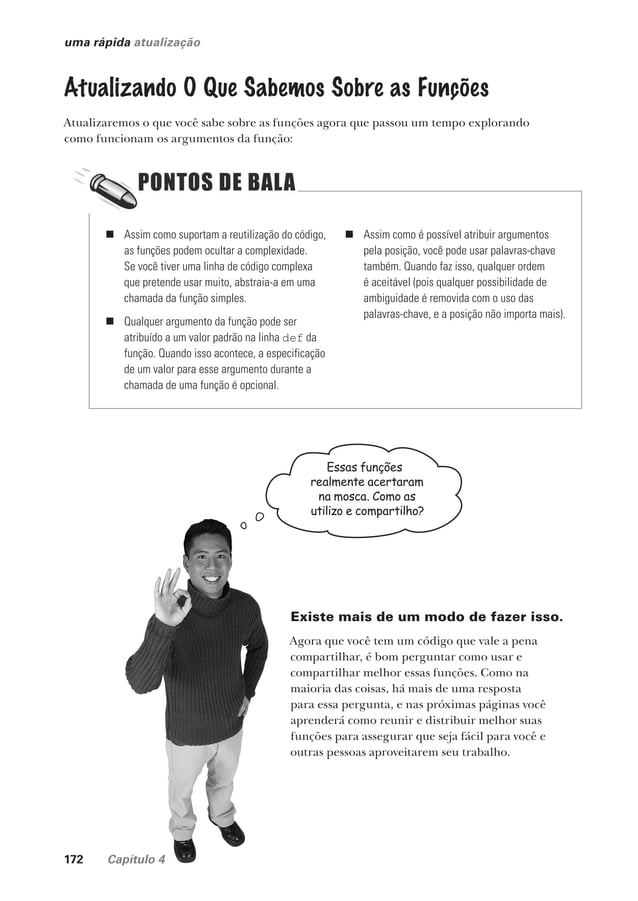 uma rápida atualização
Atualizando O Que Sabemos Sobre as Funções
Atualizaremos o que você sabe sobre as funções agora que passou um tempo explorando
como funcionam os argumentos da função:
PONTOS DE BALA
■ Assim como suportam a reutilização do código,
as funções podem ocultar a complexidade.
Se você tiver uma linha de código complexa
que pretende usar muito, abstraia-a em uma
chamada da função simples.
■ Qualquer argumento da função pode ser
atribuído a um valor padrão na linha def da
função. Quando isso acontece, a especificação
de um valor para esse argumento durante a
chamada de uma função é opcional.
■ Assim como é possível atribuir argumentos
pela posição, você pode usar palavras-chave
também. Quando faz isso, qualquer ordem
é aceitável (pois qualquer possibilidade de
ambiguidade é removida com o uso das
palavras-chave, e a posição não importa mais).
Essas funções
realmente acertaram
na mosca. Como as
utilizo e compartilho?
Existe mais de um modo de fazer isso.
Agora que você tem um código que vale a pena
compartilhar, é bom perguntar como usar e
compartilhar melhor essas funções. Como na
maioria das coisas, há mais de uma resposta
para essa pergunta, e nas próximas páginas você
aprenderá como reunir e distribuir melhor suas
funções para assegurar que seja fácil para você e
outras pessoas aproveitarem seu trabalho.
172 Capítulo 4